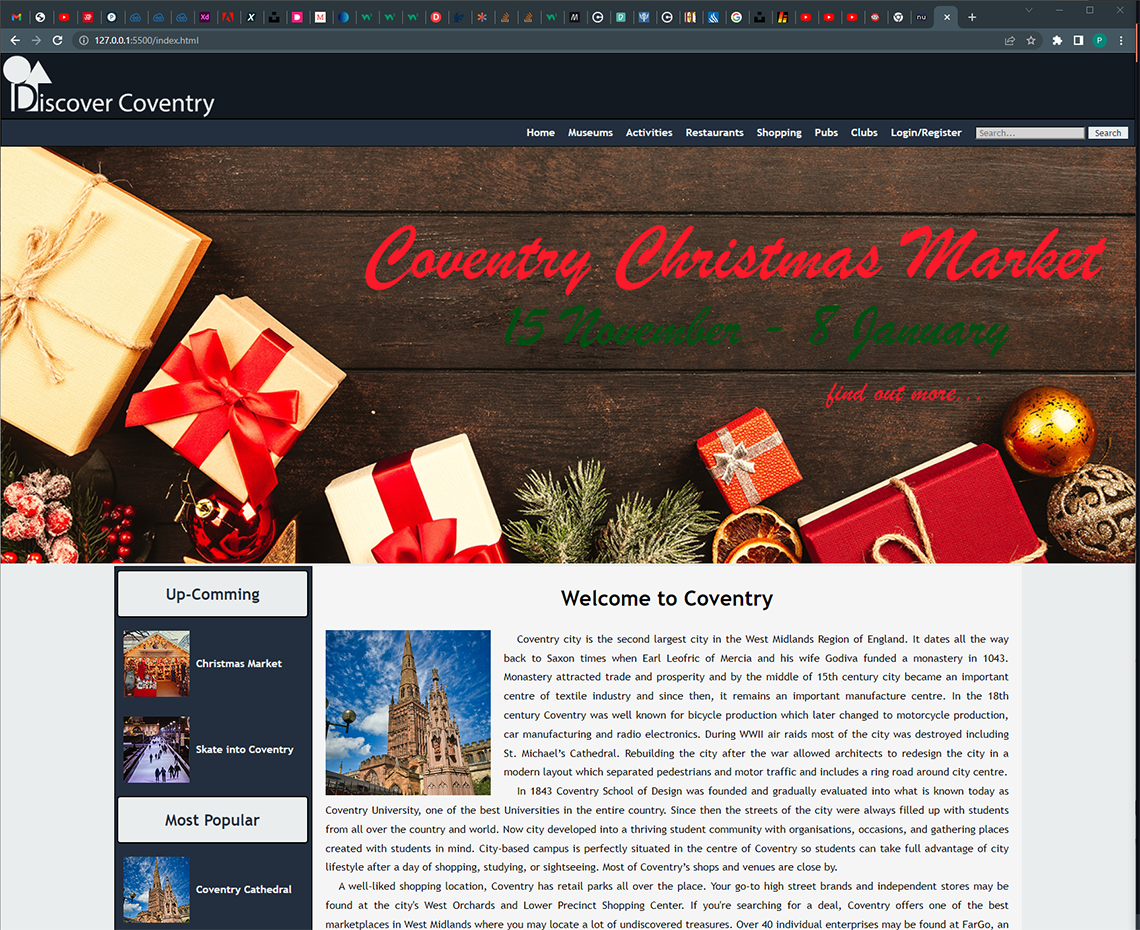 nu
127.0.0.1:5500/index.html
P
Discover Coventry
Home Museums Activities Restaurants Shopping Pubs Clubs Login/Register Search... Search
Coventry Christmas Market
15 November - 8 January
find out more...
Up-Comming
Christmas Market
Skate into Coventry
Most Popular
Coventry Cathedral
Welcome to Coventry
Coventry city is the second largest city in the West Midlands Region of England. It dates all the way
back to Saxon times when Earl Leofric of Mercia and his wife Godiva funded a monastery in 1043.
Monastery attracted trade and prosperity and by the middle of 15th century city became an important
centre of textile industry and since then, it remains an important manufacture centre. In the 18th
century Coventry was well known for bicycle production which later changed to motorcycle production,
car manufacturing and radio electronics. During WWII air raids most of the city was destroyed including
St. Michael's Cathedral. Rebuilding the city after the war allowed architects to redesign the city in a
modern layout which separated pedestrians and motor traffic and includes a ring road around city centre.
In 1843 Coventry School of Design was founded and gradually evaluated into what is known today as
Coventry University, one of the best Universities in the entire country. Since then the streets of the city were always filled up with students
from all over the country and world. Now city developed into a thriving student community with organisations, occasions, and gathering places
created with students in mind. City-based campus is perfectly situated in the centre of Coventry so students can take full advantage of city
lifestyle after a day of shopping, studying, or sightseeing. Most of Coventry's shops and venues are close by.
A well-liked shopping location, Coventry has retail parks all over the place. Your go-to high street brands and independent stores may be
found at the city's West Orchards and Lower Precinct Shopping Center. If you're searching for a deal, Coventry offers one of the best
marketplaces in West Midlands where you may locate a lot of undiscovered treasures. Over 40 individual enterprises may be found at FarGo, an